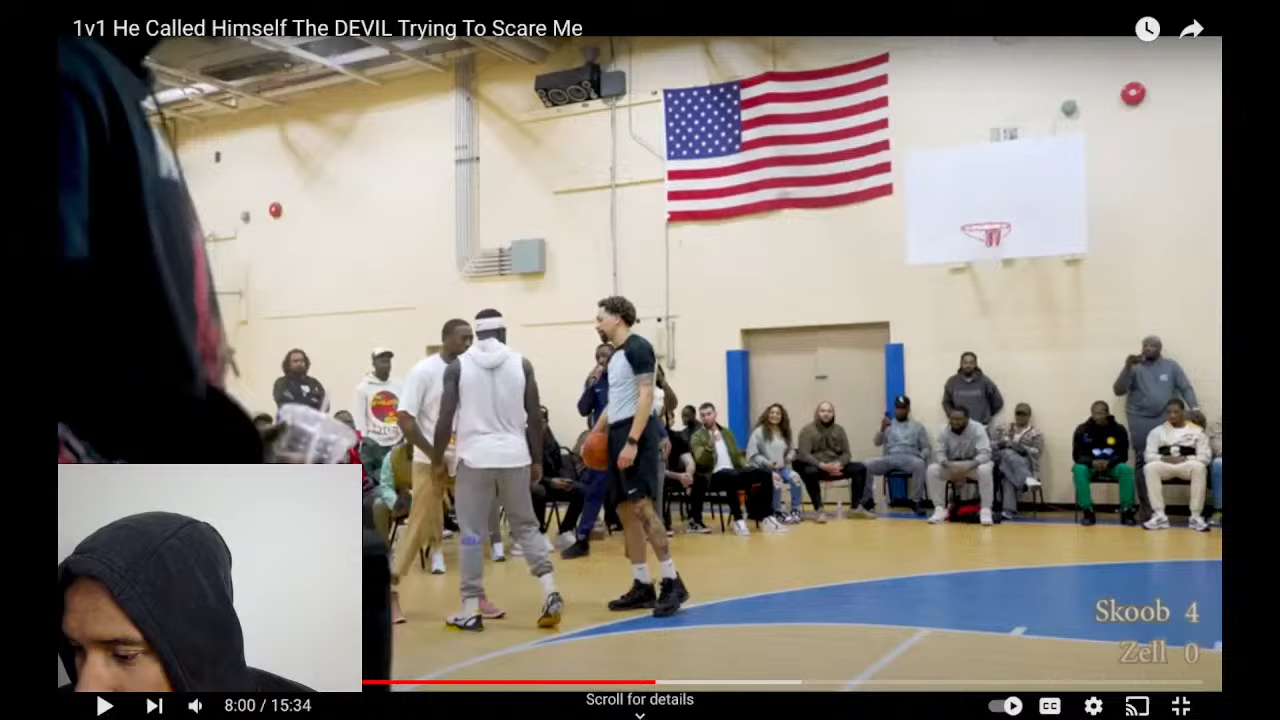 1v1 He Called Himself The DEVIL Trying To Scare Me
Skoob 4
Zell 0
8:00 / 15:34
Scroll for details
CC